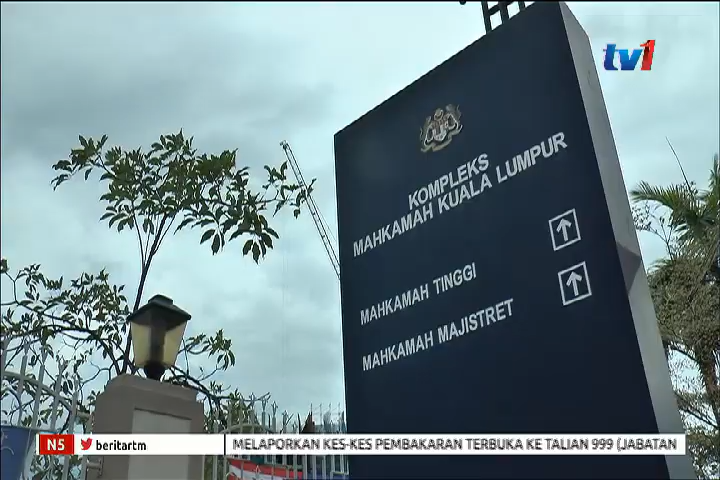 tv1
KOMPLEKS
MAHKAMAH KUALA LUMPUR
MAHKAMAH TINGGI
MAHKAMAH MAJISTRET
N5 beritartm MELAPORKAN KES-KES PEMBAKARAN TERBUKA KE TALIAN 999 (JABATAN